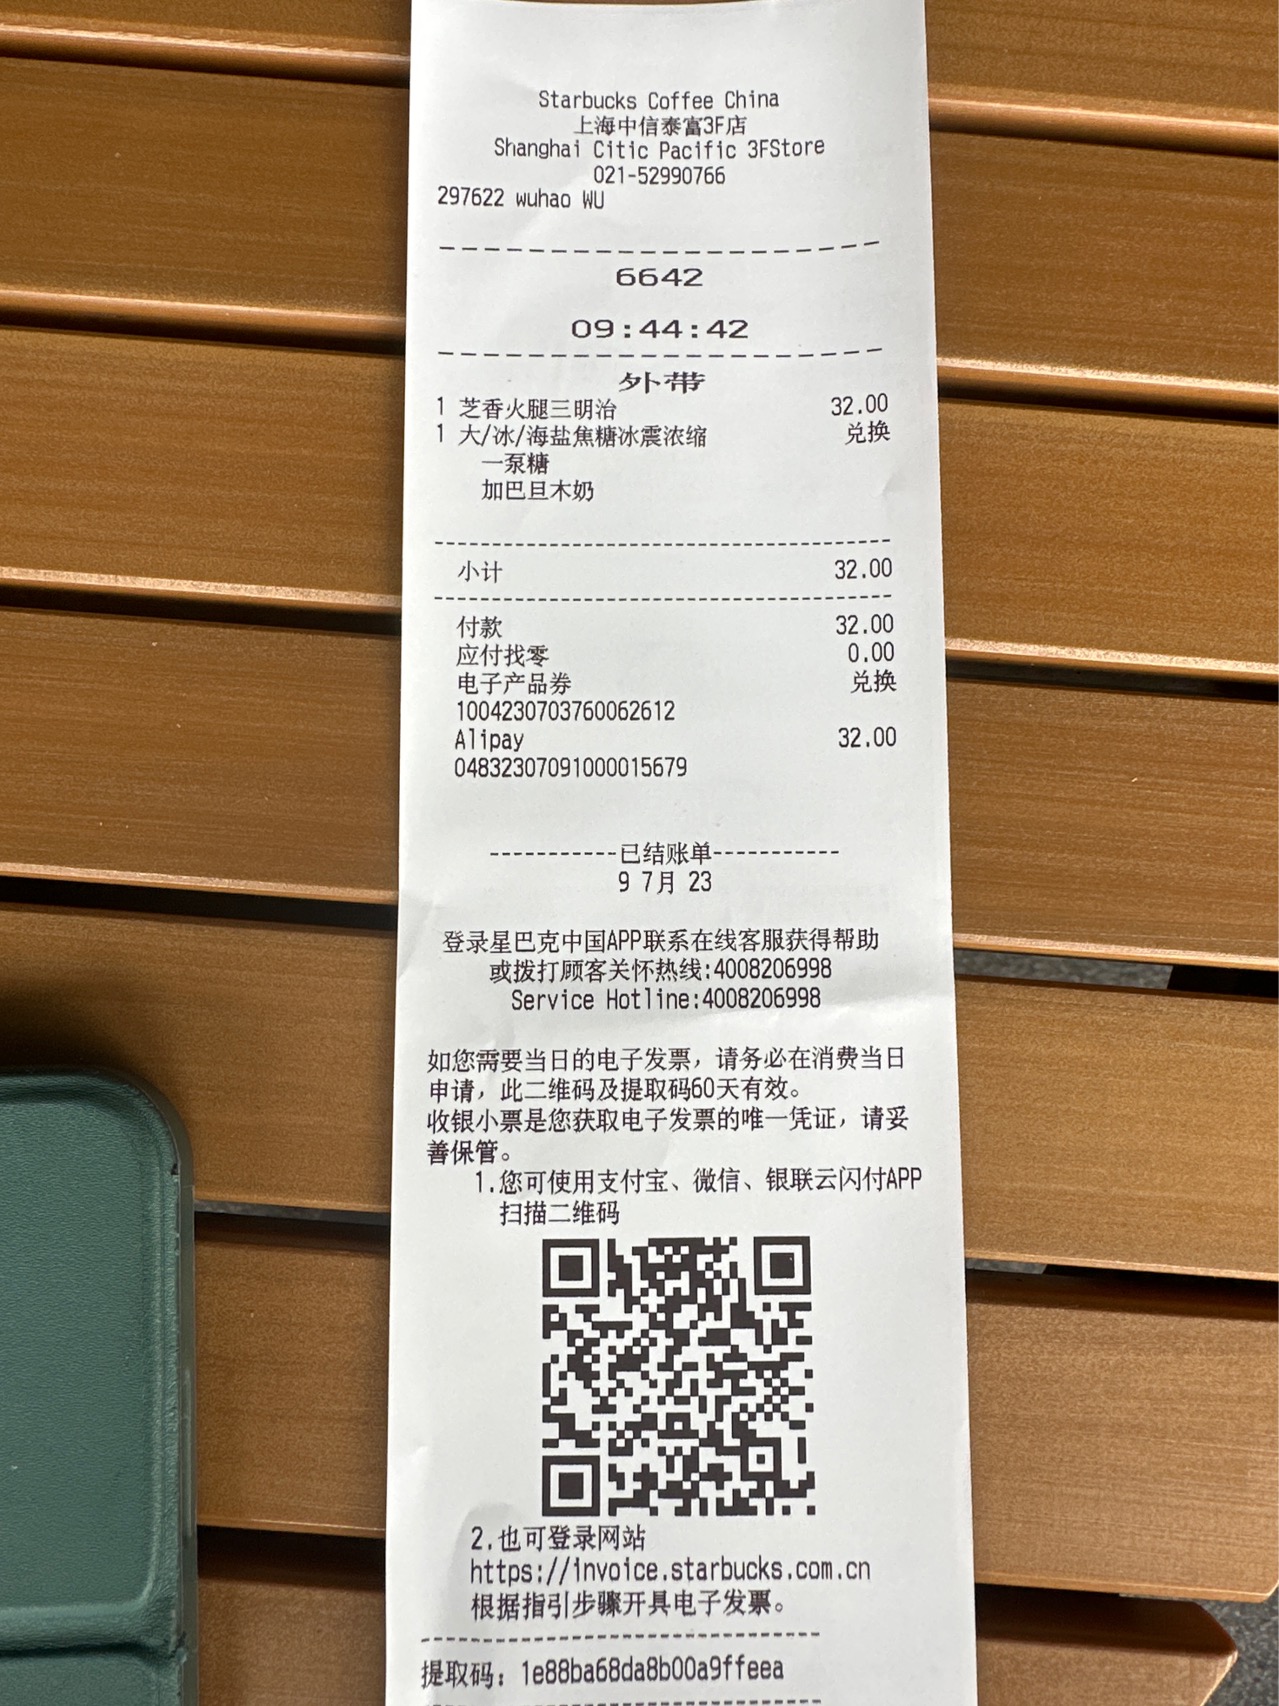 Starbucks Coffee China
上海中信泰富3F店
Shanghai Citic Pacific 3FStore
021-52990766
297622 wuhao WU
6642
09:44:42
外带
1 芝香火腿三明治 32.00
1 大/冰/海盐焦糖冰震浓缩 兑换
一泵糖
加巴旦木奶
小计 32.00
付款 32.00
应付找零 0.00
电子产品券 兑换
1004230703760062612
Alipay 32.00
04832307091000015679
-----------已结账单-----------
9 7月 23
登录星巴克中国APP联系在线客服获得帮助
或拨打顾客关怀热线:4008206998
Service Hotline:4008206998
如您需要当日的电子发票，请务必在消费当日
申请，此二维码及提取码60天有效。
收银小票是您获取电子发票的唯一凭证，请妥
善保管。
1.您可使用支付宝、微信、银联云闪付APP
扫描二维码
2.也可登录网站
https://invoice.starbucks.com.cn
根据指引步骤开具电子发票。
提取码：1e88ba68da8b00a9ffeea